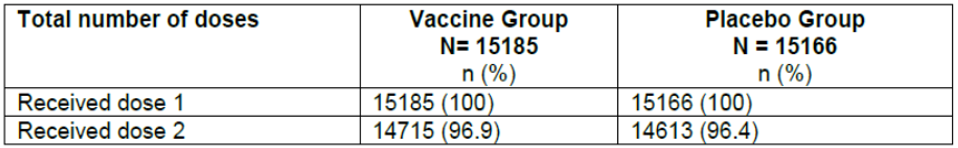 Total number of doses Vaccine Group Placebo Group
N= 15185 N = 15166
n (%) n (%)
Received dose 1 15185 (100) 15166 (100)
Received dose 2 14715 (96.9) 14613 (96.4)